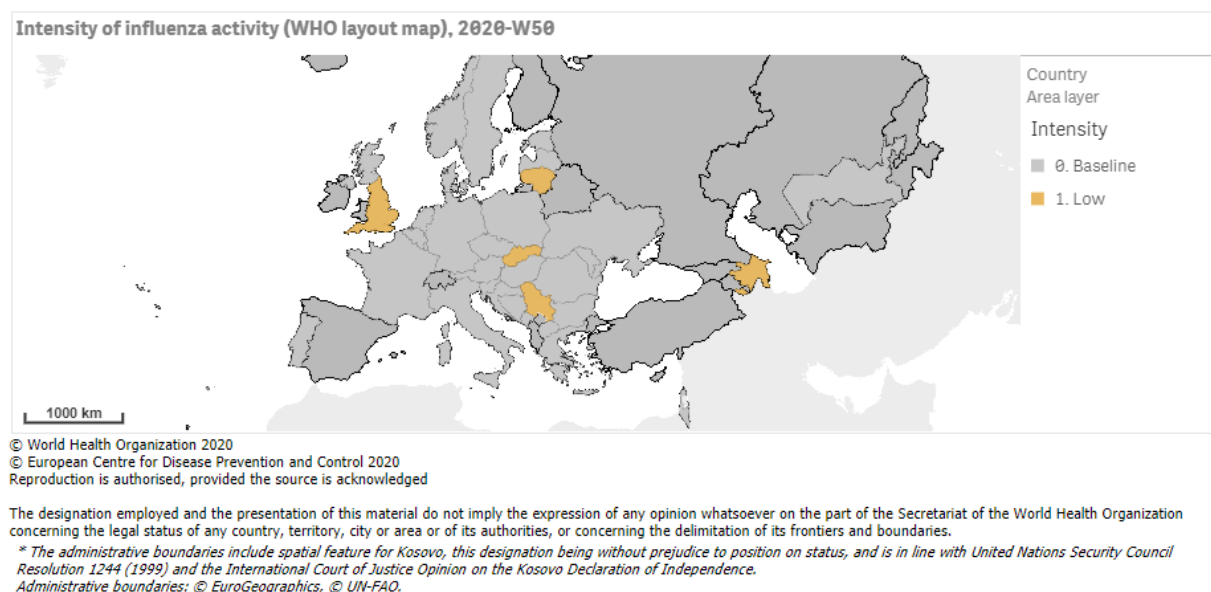 Intensity of influenza activity (WHO layout map), 2020-W50
Country
Area layer
Intensity
0. Baseline
1. Low
1000 km
© World Health Organization 2020
© European Centre for Disease Prevention and Control 2020
Reproduction is authorised, provided the source is acknowledged
The designation employed and the presentation of this material do not imply the expression of any opinion whatsoever on the part of the Secretariat of the World Health Organization
concerning the legal status of any country, territory, city or area or of its authorities, or concerning the delimitation of its frontiers and boundaries.
* The administrative boundaries include spatial feature for Kosovo, this designation being without prejudice to position on status, and is in line with United Nations Security Council
Resolution 1244 (1999) and the International Court of Justice Opinion on the Kosovo Declaration of Independence.
Administrative boundaries: © EuroGeographics, © UN-FAO.